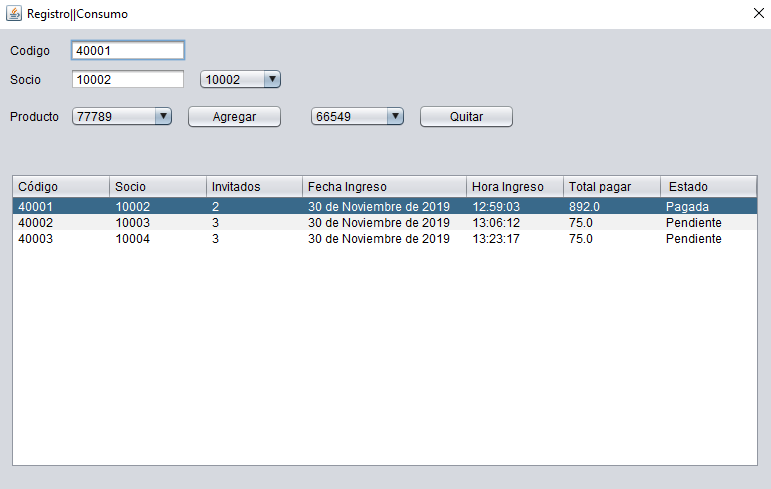 Registro||Consumo
Codigo 40001
Socio 10002 10002
Producto 77789 Agregar 66549 Quitar
Código Socio Invitados Fecha Ingreso Hora Ingreso Total pagar Estado
40001 10002 2 30 de Noviembre de 2019 12:59:03 892.0 Pagada
40002 10003 3 30 de Noviembre de 2019 13:06:12 75.0 Pendiente
40003 10004 3 30 de Noviembre de 2019 13:23:17 75.0 Pendiente